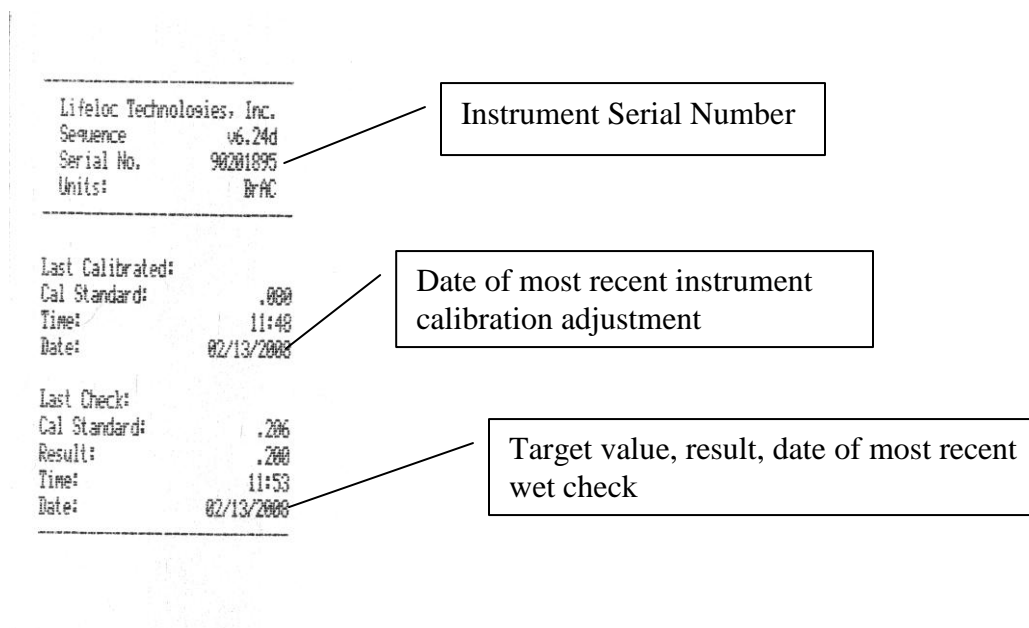 Lifeloc Technologies, Inc.
Sequence v6.24d
Serial No. 90201895
Units: BrAC
Instrument Serial Number
Last Calibrated:
Cal Standard: .080
Time: 11:48
Date: 02/13/2008
Date of most recent instrument
calibration adjustment
Last Check:
Cal Standard: .206
Result: .200
Time: 11:53
Date: 02/13/2008
Target value, result, date of most recent
wet check